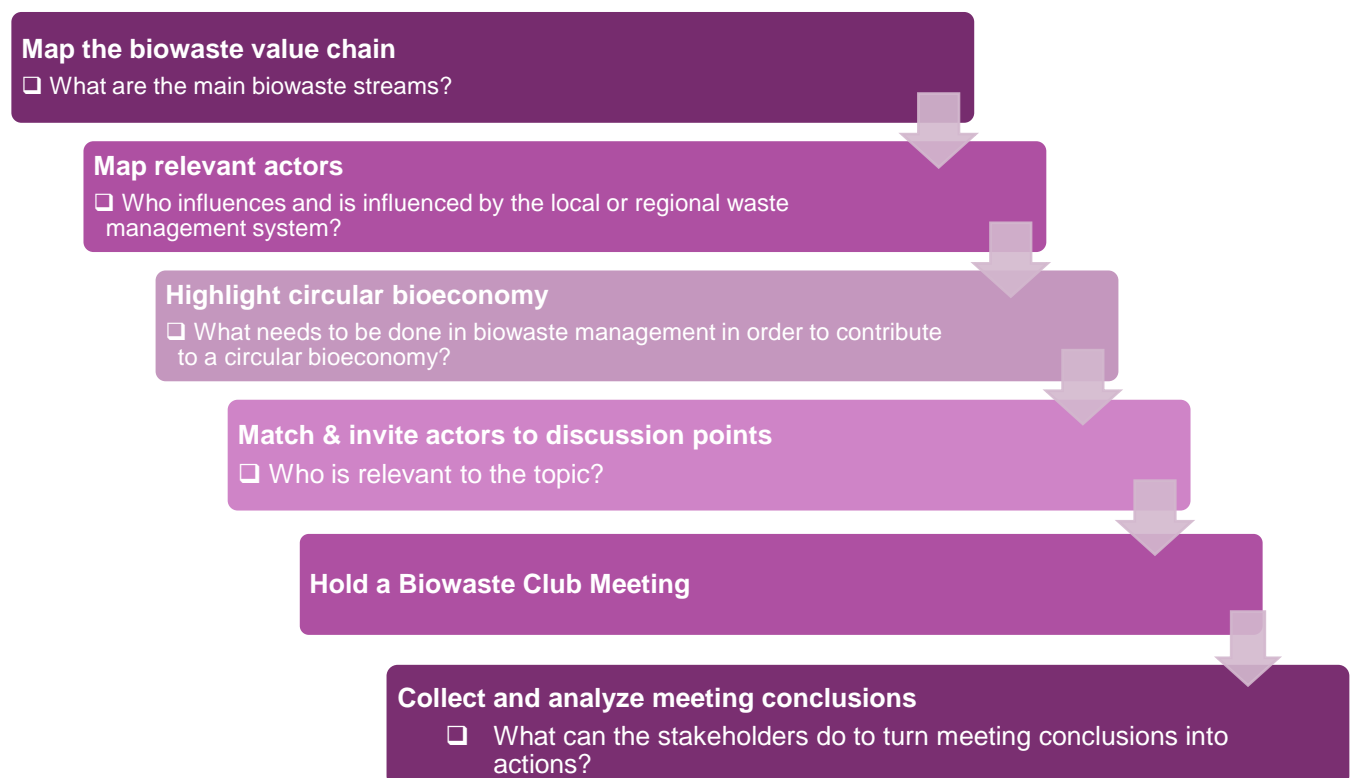 Map the biowaste value chain
❑ What are the main biowaste streams?
Map relevant actors
❑ Who influences and is influenced by the local or regional waste
management system?
Highlight circular bioeconomy
❑ What needs to be done in biowaste management in order to contribute
to a circular bioeconomy?
Match & invite actors to discussion points
❑ Who is relevant to the topic?
Hold a Biowaste Club Meeting
Collect and analyze meeting conclusions
❑ What can the stakeholders do to turn meeting conclusions into
actions?